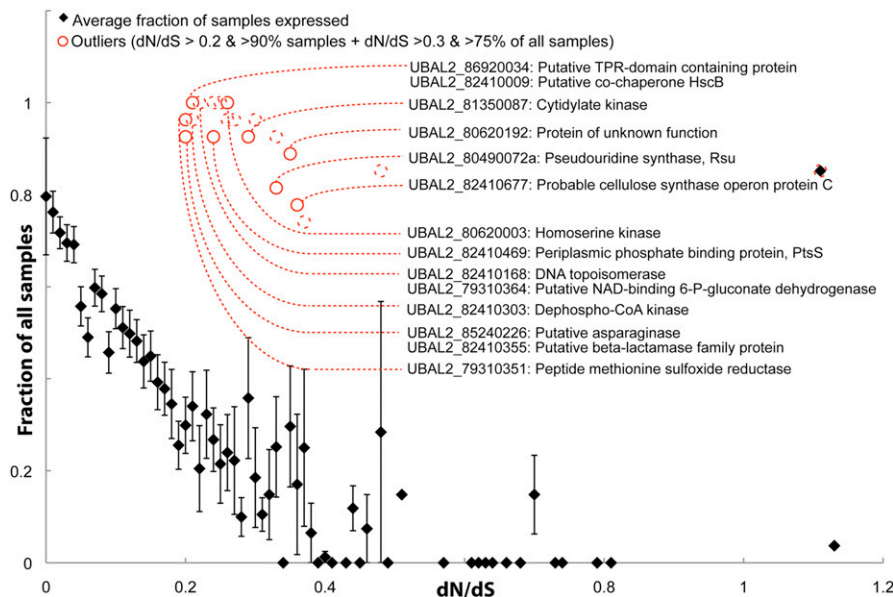 Average fraction of samples expressed
Outliers (dN/dS > 0.2 & >90% samples + dN/dS >0.3 & >75% of all samples)
UBAL2_86920034: Putative TPR-domain containing protein
UBAL2_82410009: Putative co-chaperone HscB
UBAL2_81350087: Cytidylate kinase
UBAL2_80620192: Protein of unknown function
UBAL2_80490072a: Pseudouridine synthase, Rsu
UBAL2_82410677: Probable cellulose synthase operon protein C
UBAL2_80620003: Homoserine kinase
UBAL2_82410469: Periplasmic phosphate binding protein, PtsS
UBAL2_82410168: DNA topoisomerase
UBAL2_79310364: Putative NAD-binding 6-P-gluconate dehydrogenase
UBAL2_82410303: Dephospho-CoA kinase
UBAL2_85240226: Putative asparaginase
UBAL2_82410355: Putative beta-lactamase family protein
UBAL2_79310351: Peptide methionine sulfoxide reductase
Fraction of all samples
1
0.8
0.4
0.2
0
0 0.2 0.4 0.6 0.8 1 1.2
dN/dS